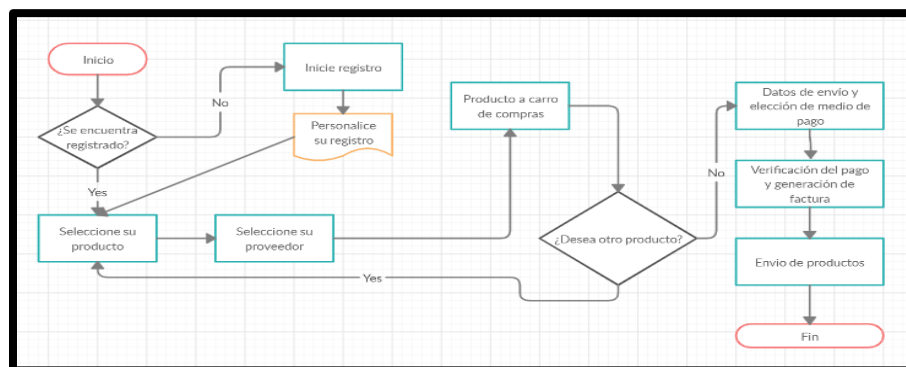 Inicio
¿Se encuentra
registrado?
No
Inicie registro
Personalice
su registro
Yes
Seleccione su
producto
Seleccione su
proveedor
Producto a carro
de compras
¿Desea otro producto?
Yes
No
Datos de envío y
elección de medio de
pago
Verificación del pago
y generación de
factura
Envio de productos
Fin